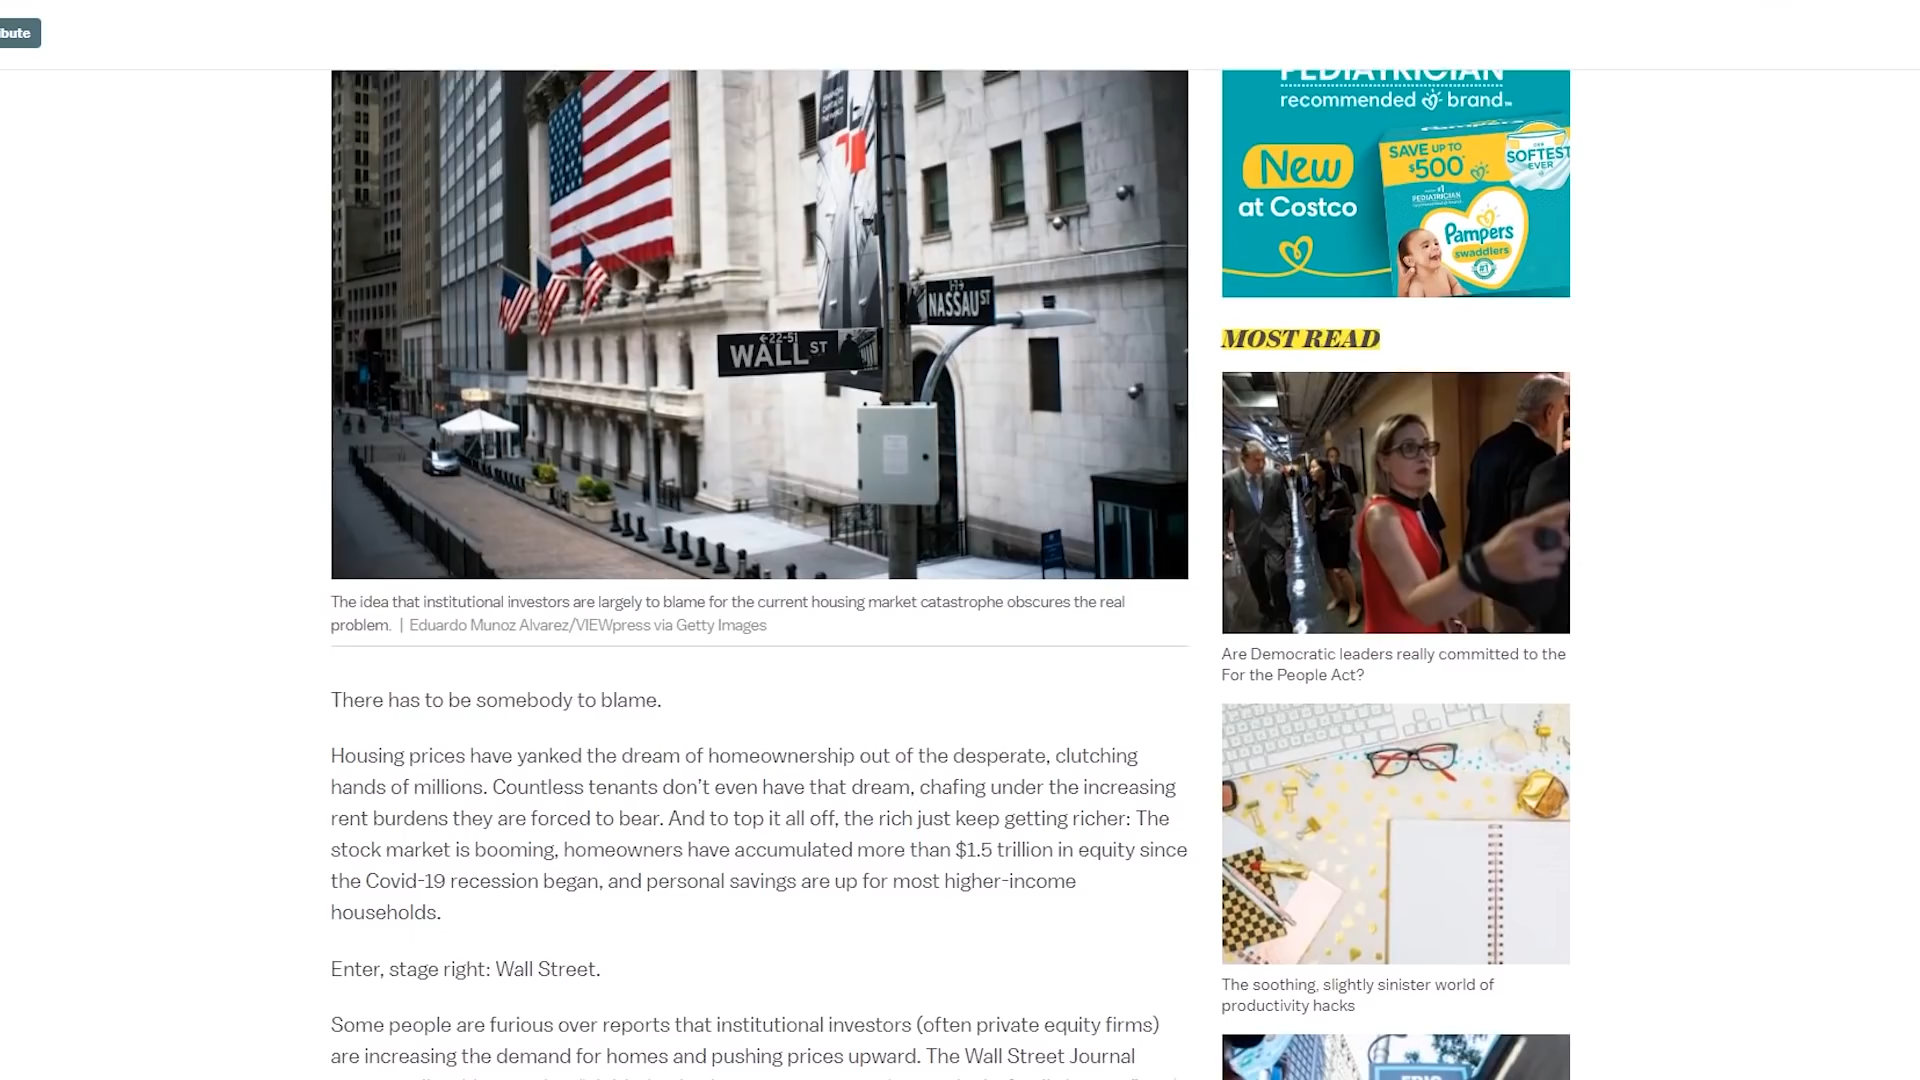 bute
PEDIATRICIAN
recommended brand
New
at Costco
SAVE UP TO
$500
SOFTEST
EVER
PEDIATRICIAN
Pampers
swaddlers
#1
NASSAU ST
←22-51
WALL ST
MOST READ
The idea that institutional investors are largely to blame for the current housing market catastrophe obscures the real
problem. | Eduardo Munoz Alvarez/VIEWpress via Getty Images
There has to be somebody to blame.
Housing prices have yanked the dream of homeownership out of the desperate, clutching
hands of millions. Countless tenants don’t even have that dream, chafing under the increasing
rent burdens they are forced to bear. And to top it all off, the rich just keep getting richer: The
stock market is booming, homeowners have accumulated more than $1.5 trillion in equity since
the Covid-19 recession began, and personal savings are up for most higher-income
households.
Enter, stage right: Wall Street.
Some people are furious over reports that institutional investors (often private equity firms)
are increasing the demand for homes and pushing prices upward. The Wall Street Journal
Are Democratic leaders really committed to the
For the People Act?
The soothing, slightly sinister world of
productivity hacks